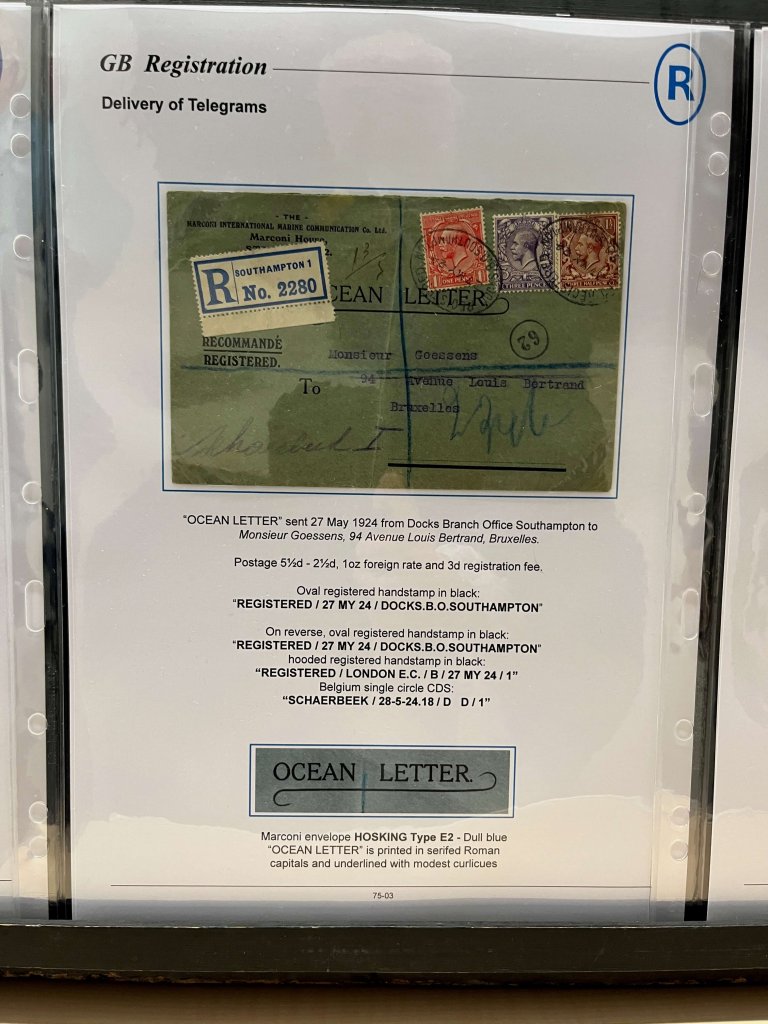 GB Registration
R
Delivery of Telegrams
- THE -
MARCONI INTERNATIONAL MARINE COMMUNICATION Co. Ltd.
Marconi House,
R SOUTHAMPTON 1
No. 2280
CEAN LETTER
ONE PENNY
THREE PENCE
RECOMMANDÉ
REGISTERED.
62
Monsieur Goessens
To 94 Avenue Louis Bertrand
Bruxelles
"OCEAN LETTER" sent 27 May 1924 from Docks Branch Office Southampton to
Monsieur Goessens, 94 Avenue Louis Bertrand, Bruxelles.
Postage 5½d - 2½d, 1oz foreign rate and 3d registration fee.
Oval registered handstamp in black:
"REGISTERED / 27 MY 24 / DOCKS.B.O.SOUTHAMPTON"
On reverse, oval registered handstamp in black:
"REGISTERED / 27 MY 24 / DOCKS.B.O.SOUTHAMPTON"
hooded registered handstamp in black:
"REGISTERED / LONDON E.C. / B / 27 MY 24 / 1"
Belgium single circle CDS:
"SCHAERBEEK / 28-5-24.18 / D D / 1"
OCEAN LETTER.
Marconi envelope HOSKING Type E2 - Dull blue
"OCEAN LETTER" is printed in serifed Roman
capitals and underlined with modest curlicues
75-03